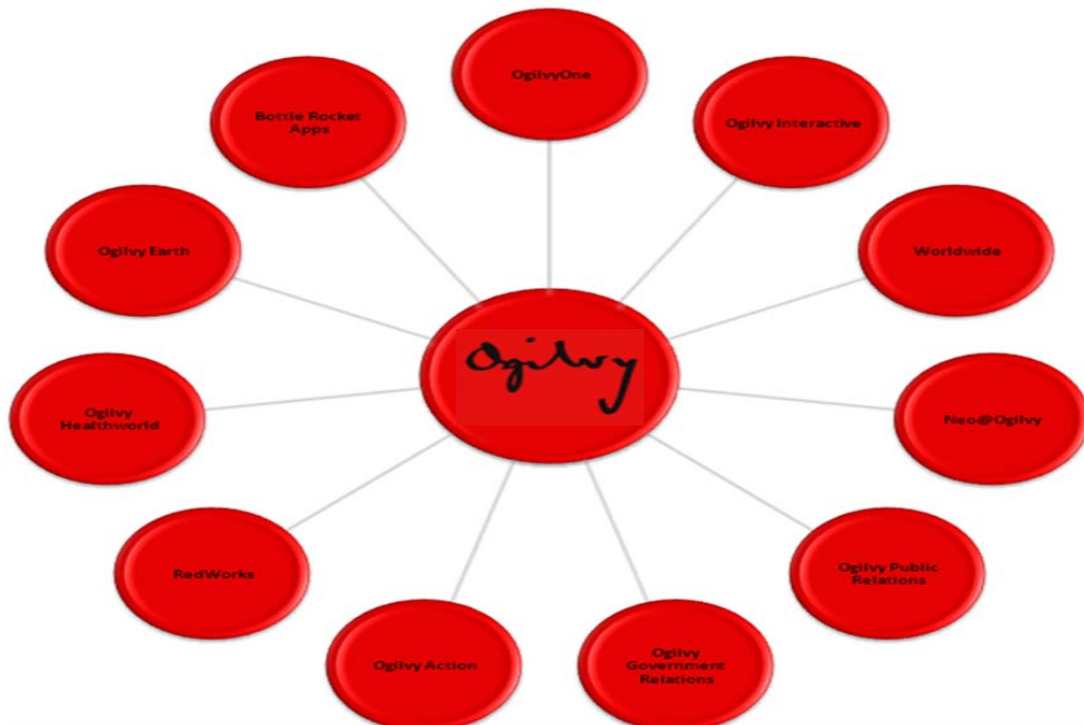 OgilvyOne
Ogilvy Interactive
Worldwide
Neo@Ogilvy
Ogilvy Public
Relations
Ogilvy
Government
Relations
Ogilvy Action
RedWorks
Ogilvy
Healthworld
Ogilvy Earth
Bottle Rocket
Apps
Ogilvy